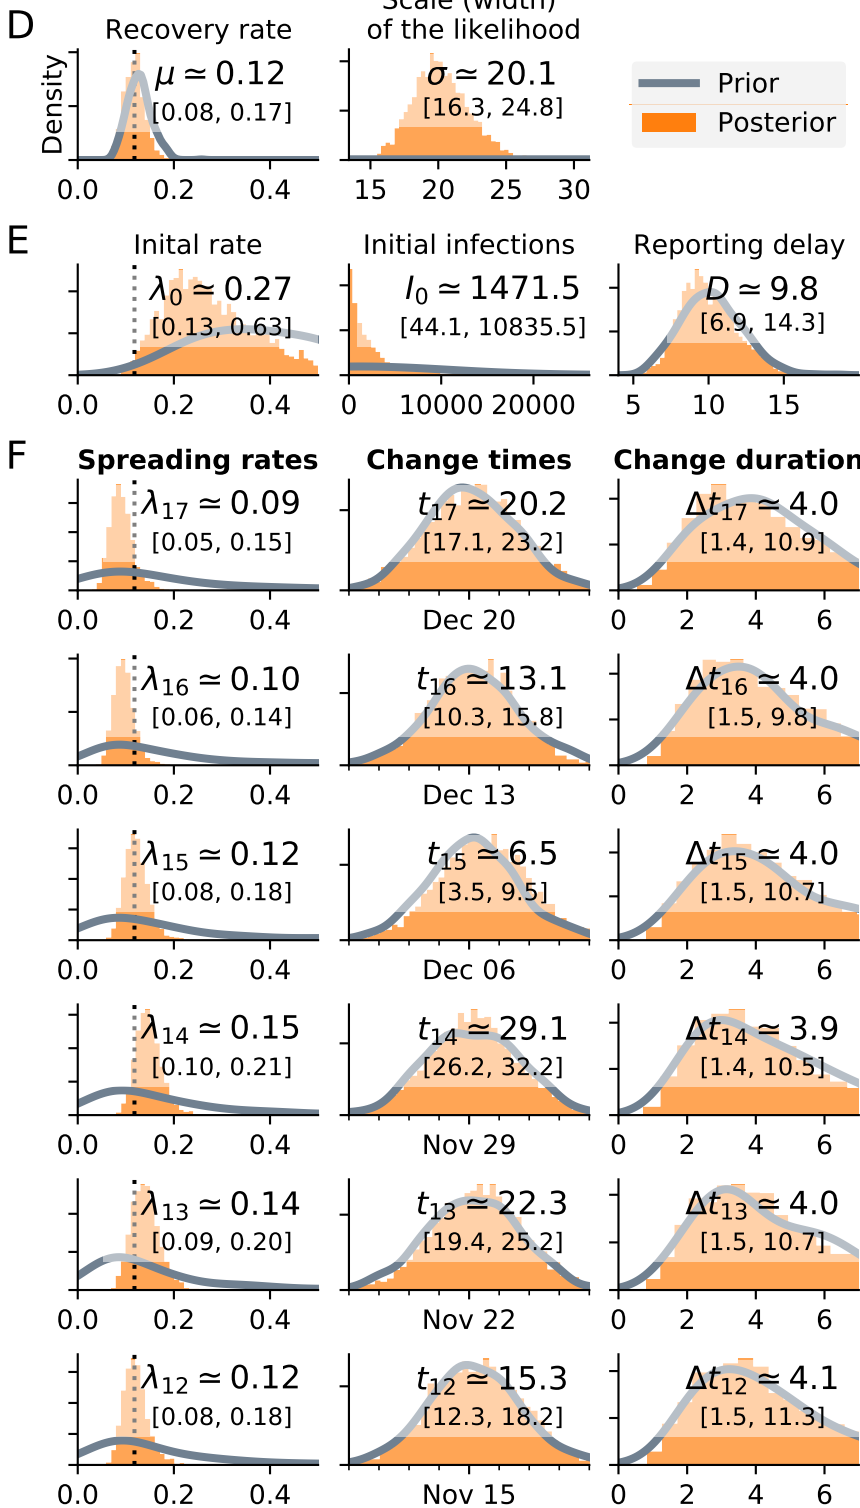 D
Recovery rate
Scale (width)
of the likelihood
Density
μ ≃ 0.12
[0.08, 0.17]
σ ≃ 20.1
[16.3, 24.8]
Prior
Posterior
0.0 0.2 0.4
15 20 25 30
E
Inital rate
Initial infections
Reporting delay
λ0 ≃ 0.27
[0.13, 0.63]
I0 ≃ 1471.5
[44.1, 10835.5]
D ≃ 9.8
[6.9, 14.3]
0.0 0.2 0.4
0 10000 20000
5 10 15
F
Spreading rates
Change times
Change duration
λ17 ≃ 0.09
[0.05, 0.15]
t17 ≃ 20.2
[17.1, 23.2]
Δt17 ≃ 4.0
[1.4, 10.9]
0.0 0.2 0.4
Dec 20
0 2 4 6
λ16 ≃ 0.10
[0.06, 0.14]
t16 ≃ 13.1
[10.3, 15.8]
Δt16 ≃ 4.0
[1.5, 9.8]
0.0 0.2 0.4
Dec 13
0 2 4 6
λ15 ≃ 0.12
[0.08, 0.18]
t15 ≃ 6.5
[3.5, 9.5]
Δt15 ≃ 4.0
[1.5, 10.7]
0.0 0.2 0.4
Dec 06
0 2 4 6
λ14 ≃ 0.15
[0.10, 0.21]
t14 ≃ 29.1
[26.2, 32.2]
Δt14 ≃ 3.9
[1.4, 10.5]
0.0 0.2 0.4
Nov 29
0 2 4 6
λ13 ≃ 0.14
[0.09, 0.20]
t13 ≃ 22.3
[19.4, 25.2]
Δt13 ≃ 4.0
[1.5, 10.7]
0.0 0.2 0.4
Nov 22
0 2 4 6
λ12 ≃ 0.12
[0.08, 0.18]
t12 ≃ 15.3
[12.3, 18.2]
Δt12 ≃ 4.1
[1.5, 11.3]
0.0 0.2 0.4
Nov 15
0 2 4 6